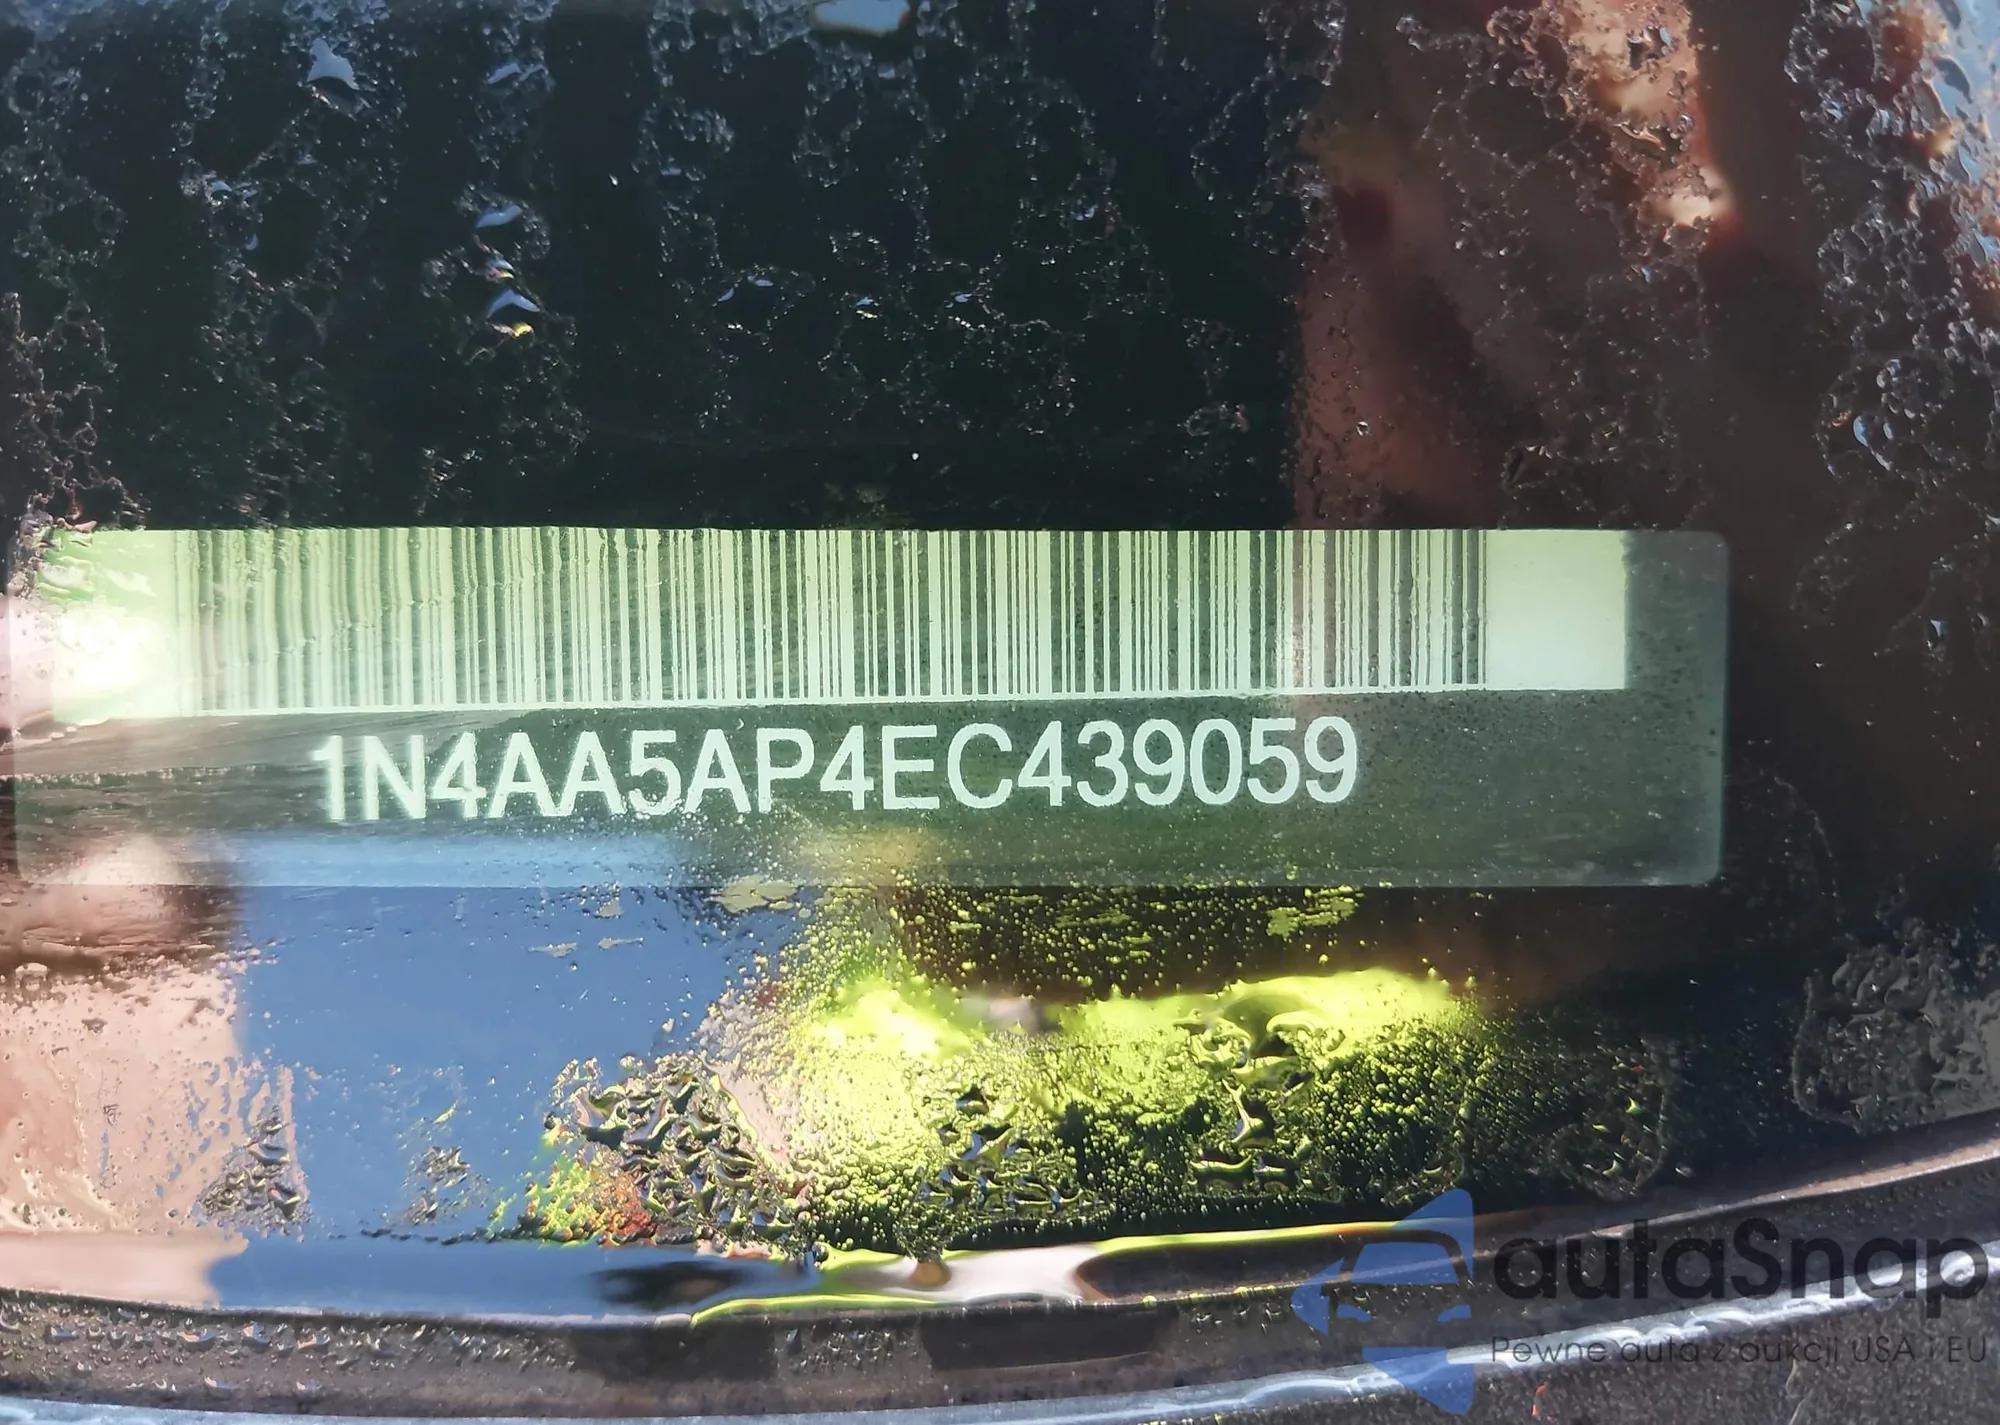 1N4AA5AP4EC439059
autaSnap
Pewne auta z aukcji USA i EU